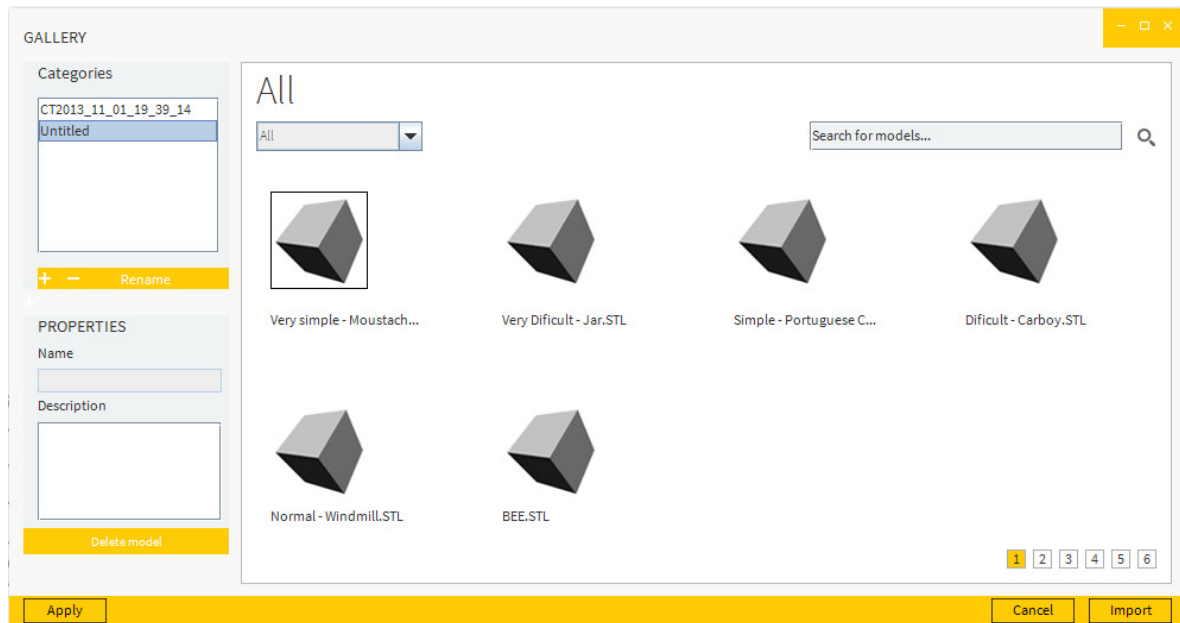 GALLERY
Categories
CT2013_11_01_19_39_14
Untitled
+ − Rename
PROPERTIES
Name
Description
Delete model
All
All
Search for models...
Very simple - Moustach...
Very Dificult - Jar.STL
Simple - Portuguese C...
Dificult - Carboy.STL
Normal - Windmill.STL
BEE.STL
1 2 3 4 5 6
Apply
Cancel
Import